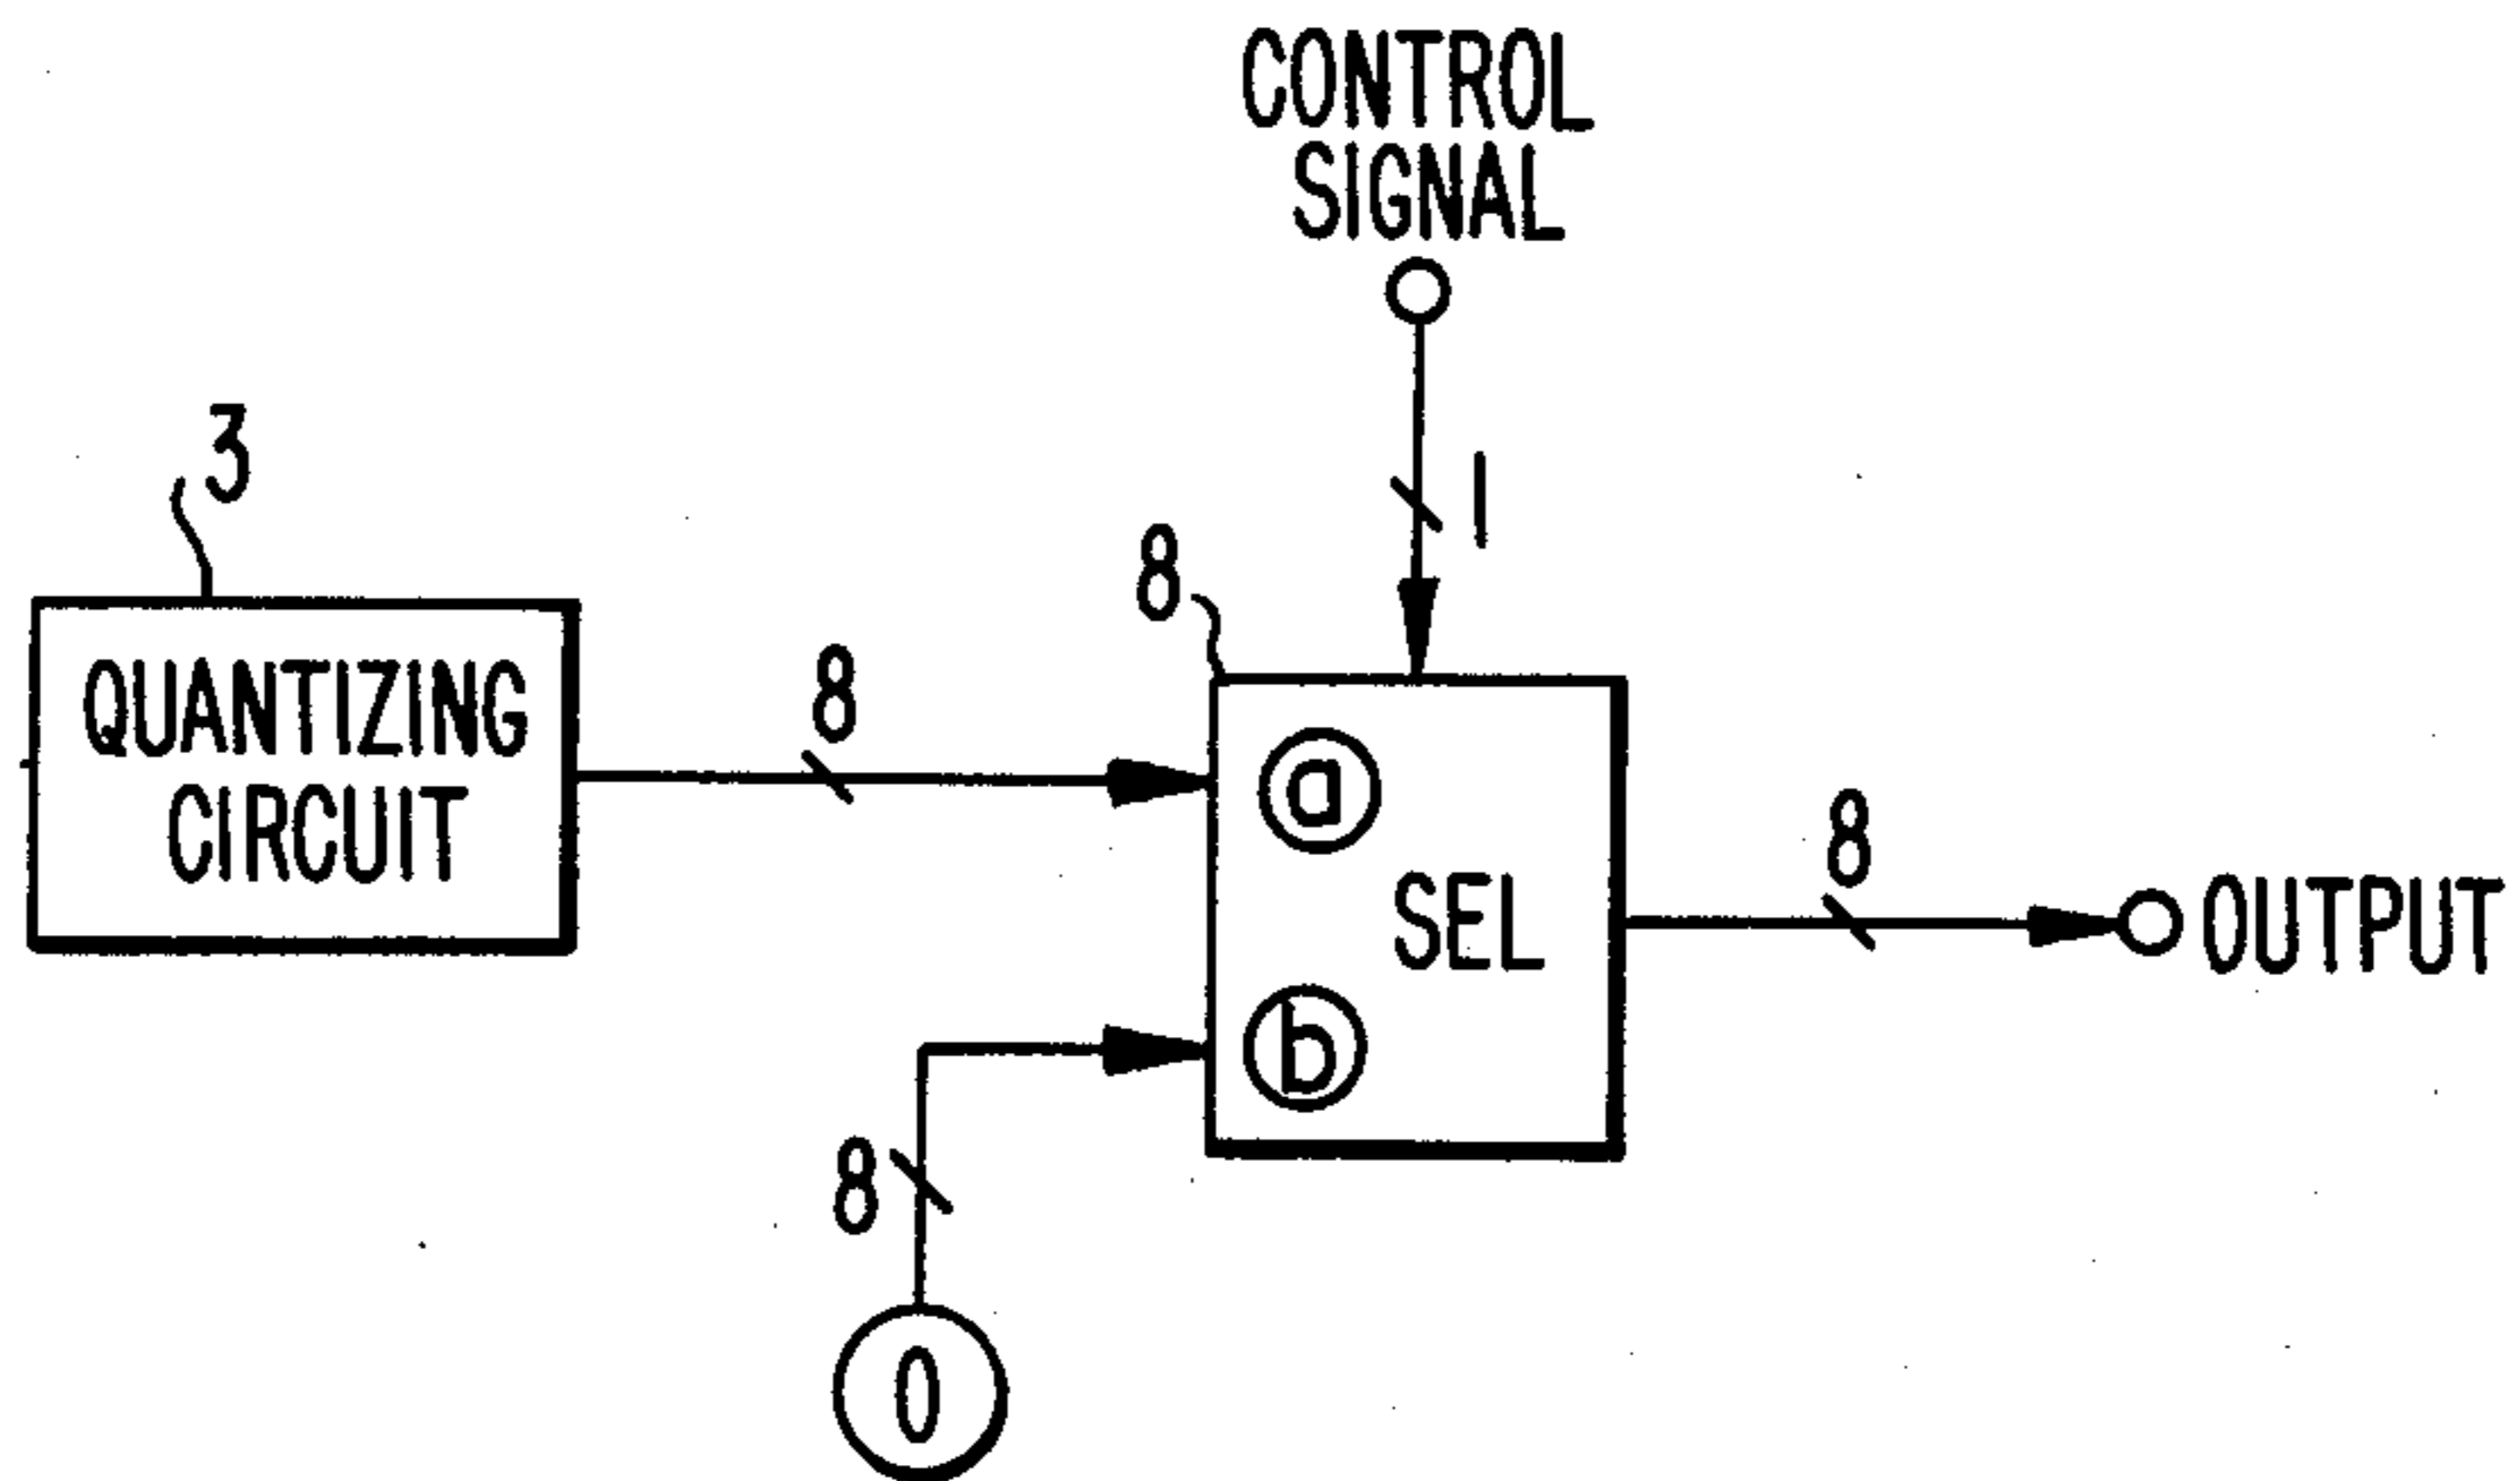 CONTROL
SIGNAL
3
1
8
QUANTIZING
CIRCUIT
8
a
SEL
8
OUTPUT
b
8
0